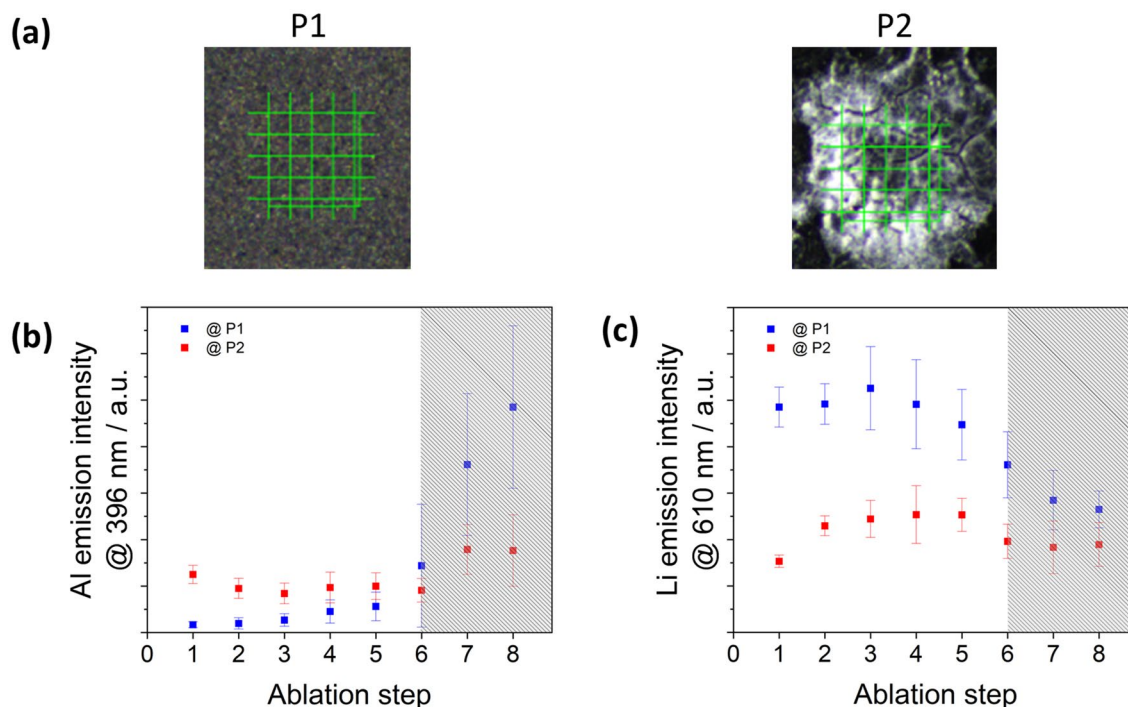 (a)
P1
P2
(b)
@ P1
@ P2
Al emission intensity
@ 396 nm / a.u.
0 1 2 3 4 5 6 7 8
Ablation step
(c)
@ P1
@ P2
Li emission intensity
@ 610 nm / a.u.
0 1 2 3 4 5 6 7 8
Ablation step